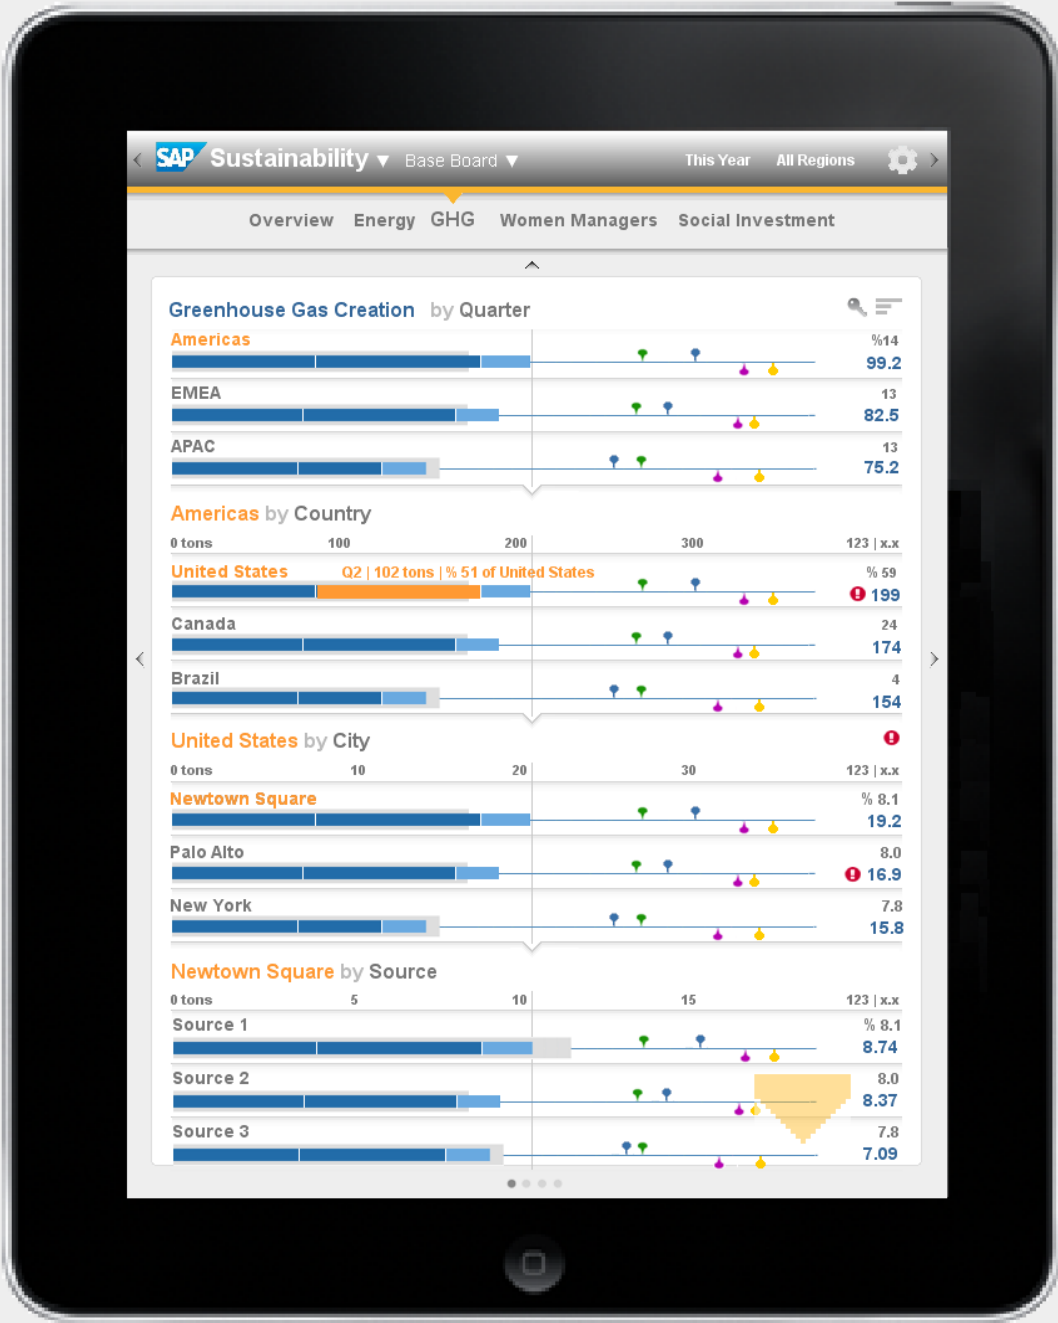 SAP Sustainability ▼ Base Board ▼ This Year All Regions
Overview Energy GHG Women Managers Social Investment
Greenhouse Gas Creation by Quarter
Americas %14
99.2
EMEA 13
82.5
APAC 13
75.2
Americas by Country
0 tons 100 200 300 123 | x.x
United States Q2 | 102 tons | % 51 of United States % 59
199
Canada 24
174
Brazil 4
154
United States by City
0 tons 10 20 30 123 | x.x
Newtown Square % 8.1
19.2
Palo Alto 8.0
16.9
New York 7.8
15.8
Newtown Square by Source
0 tons 5 10 15 123 | x.x
Source 1 % 8.1
8.74
Source 2 8.0
8.37
Source 3 7.8
7.09